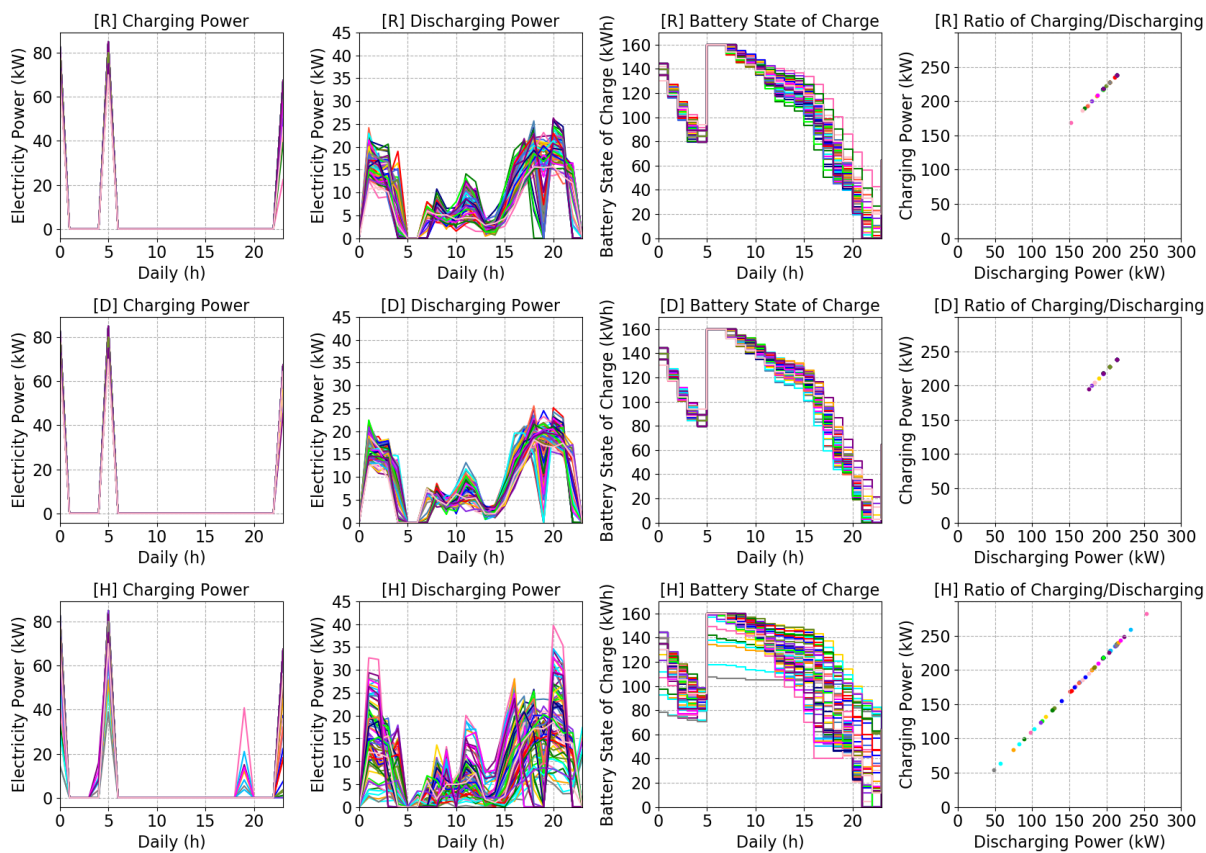 [R] Charging Power
Electricity Power (kW)
80
60
40
20
0
0 5 10 15 20
Daily (h)
[R] Discharging Power
Electricity Power (kW)
45
40
35
30
25
20
15
10
5
0
0 5 10 15 20
Daily (h)
[R] Battery State of Charge
Battery State of Charge (kWh)
160
140
120
100
80
60
40
20
0
0 5 10 15 20
Daily (h)
[R] Ratio of Charging/Discharging
Charging Power (kW)
300
250
200
150
100
50
0
0 50 100 150 200 250 300
Discharging Power (kW)
[D] Charging Power
Electricity Power (kW)
80
60
40
20
0
0 5 10 15 20
Daily (h)
[D] Discharging Power
Electricity Power (kW)
45
40
35
30
25
20
15
10
5
0
0 5 10 15 20
Daily (h)
[D] Battery State of Charge
Battery State of Charge (kWh)
160
140
120
100
80
60
40
20
0
0 5 10 15 20
Daily (h)
[D] Ratio of Charging/Discharging
Charging Power (kW)
300
250
200
150
100
50
0
0 50 100 150 200 250 300
Discharging Power (kW)
[H] Charging Power
Electricity Power (kW)
80
60
40
20
0
0 5 10 15 20
Daily (h)
[H] Discharging Power
Electricity Power (kW)
45
40
35
30
25
20
15
10
5
0
0 5 10 15 20
Daily (h)
[H] Battery State of Charge
Battery State of Charge (kWh)
160
140
120
100
80
60
40
20
0
0 5 10 15 20
Daily (h)
[H] Ratio of Charging/Discharging
Charging Power (kW)
300
250
200
150
100
50
0
0 50 100 150 200 250 300
Discharging Power (kW)